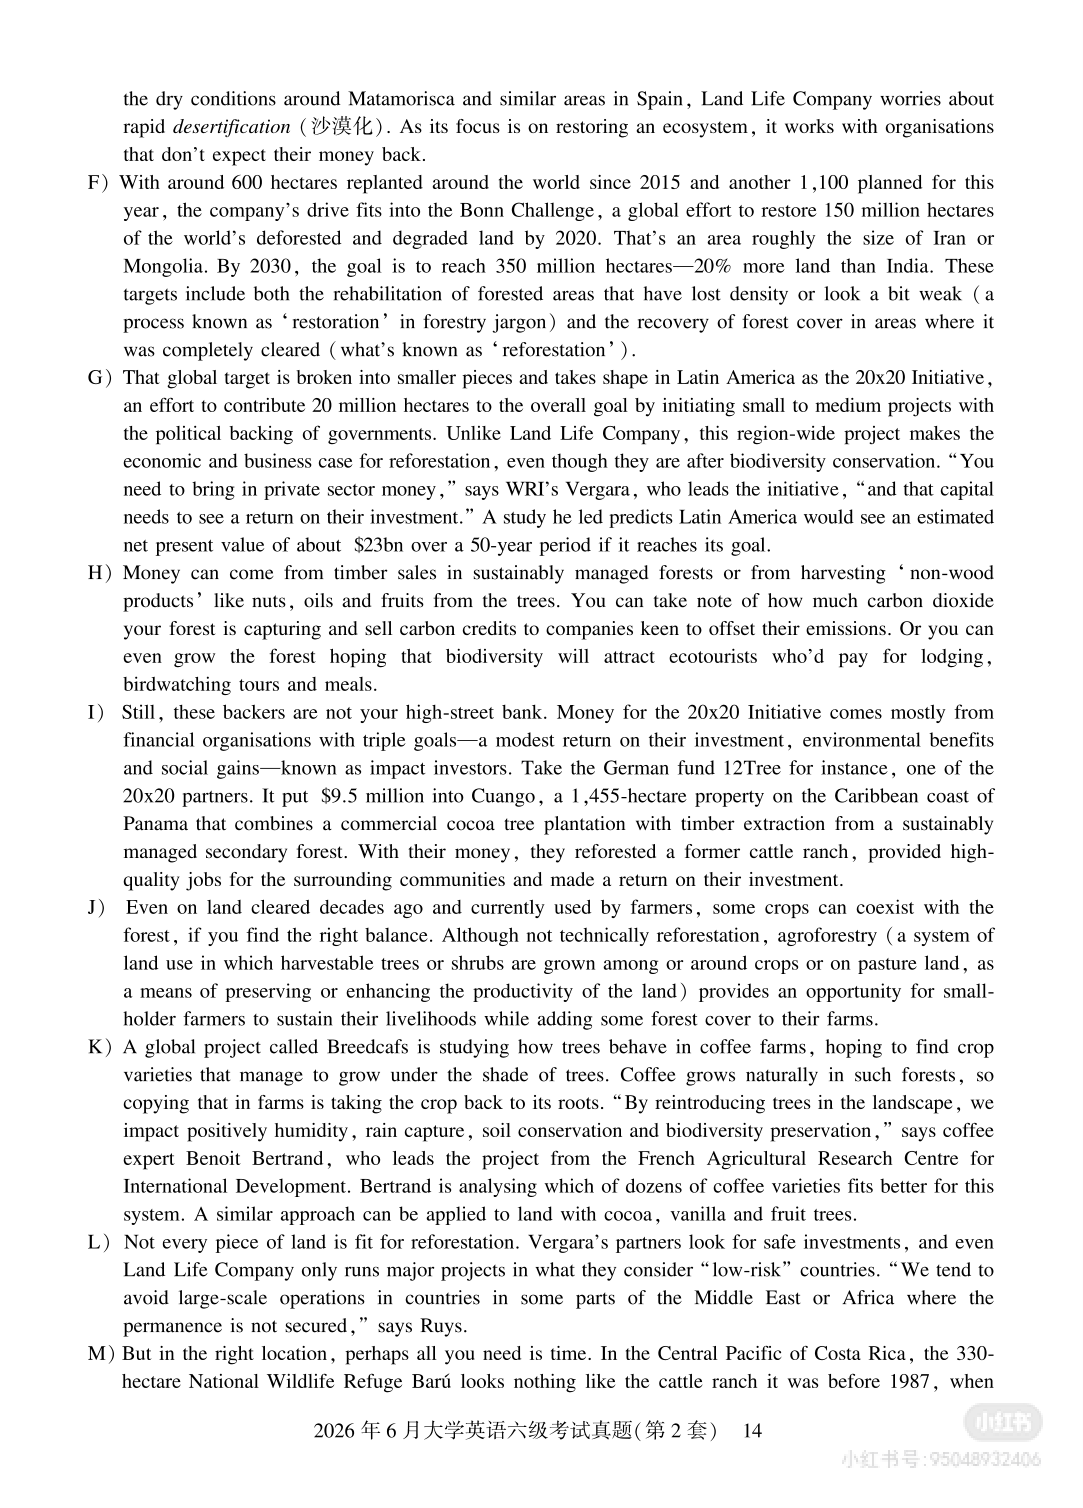 the dry conditions around Matamorisca and similar areas in Spain, Land Life Company worries about
rapid desertification (沙漠化). As its focus is on restoring an ecosystem, it works with organisations
that don't expect their money back.
F) With around 600 hectares replanted around the world since 2015 and another 1,100 planned for this
year, the company's drive fits into the Bonn Challenge, a global effort to restore 150 million hectares
of the world's deforested and degraded land by 2020. That's an area roughly the size of Iran or
Mongolia. By 2030, the goal is to reach 350 million hectares—20% more land than India. These
targets include both the rehabilitation of forested areas that have lost density or look a bit weak (a
process known as ‘restoration’ in forestry jargon) and the recovery of forest cover in areas where it
was completely cleared (what's known as ‘reforestation’).
G) That global target is broken into smaller pieces and takes shape in Latin America as the 20x20 Initiative,
an effort to contribute 20 million hectares to the overall goal by initiating small to medium projects with
the political backing of governments. Unlike Land Life Company, this region-wide project makes the
economic and business case for reforestation, even though they are after biodiversity conservation. “You
need to bring in private sector money,” says WRI's Vergara, who leads the initiative, “and that capital
needs to see a return on their investment.” A study he led predicts Latin America would see an estimated
net present value of about $23bn over a 50-year period if it reaches its goal.
H) Money can come from timber sales in sustainably managed forests or from harvesting ‘non-wood
products’ like nuts, oils and fruits from the trees. You can take note of how much carbon dioxide
your forest is capturing and sell carbon credits to companies keen to offset their emissions. Or you can
even grow the forest hoping that biodiversity will attract ecotourists who'd pay for lodging,
birdwatching tours and meals.
I) Still, these backers are not your high-street bank. Money for the 20x20 Initiative comes mostly from
financial organisations with triple goals—a modest return on their investment, environmental benefits
and social gains—known as impact investors. Take the German fund 12Tree for instance, one of the
20x20 partners. It put $9.5 million into Cuango, a 1,455-hectare property on the Caribbean coast of
Panama that combines a commercial cocoa tree plantation with timber extraction from a sustainably
managed secondary forest. With their money, they reforested a former cattle ranch, provided high-
quality jobs for the surrounding communities and made a return on their investment.
J) Even on land cleared decades ago and currently used by farmers, some crops can coexist with the
forest, if you find the right balance. Although not technically reforestation, agroforestry (a system of
land use in which harvestable trees or shrubs are grown among or around crops or on pasture land, as
a means of preserving or enhancing the productivity of the land) provides an opportunity for small-
holder farmers to sustain their livelihoods while adding some forest cover to their farms.
K) A global project called Breedcafs is studying how trees behave in coffee farms, hoping to find crop
varieties that manage to grow under the shade of trees. Coffee grows naturally in such forests, so
copying that in farms is taking the crop back to its roots. “By reintroducing trees in the landscape, we
impact positively humidity, rain capture, soil conservation and biodiversity preservation,” says coffee
expert Benoit Bertrand, who leads the project from the French Agricultural Research Centre for
International Development. Bertrand is analysing which of dozens of coffee varieties fits better for this
system. A similar approach can be applied to land with cocoa, vanilla and fruit trees.
L) Not every piece of land is fit for reforestation. Vergara's partners look for safe investments, and even
Land Life Company only runs major projects in what they consider “low-risk” countries. “We tend to
avoid large-scale operations in countries in some parts of the Middle East or Africa where the
permanence is not secured,” says Ruys.
M) But in the right location, perhaps all you need is time. In the Central Pacific of Costa Rica, the 330-
hectare National Wildlife Refuge Barú looks nothing like the cattle ranch it was before 1987, when
2026 年 6 月大学英语六级考试真题(第 2 套) 14
小红书
小红书号:95048932406